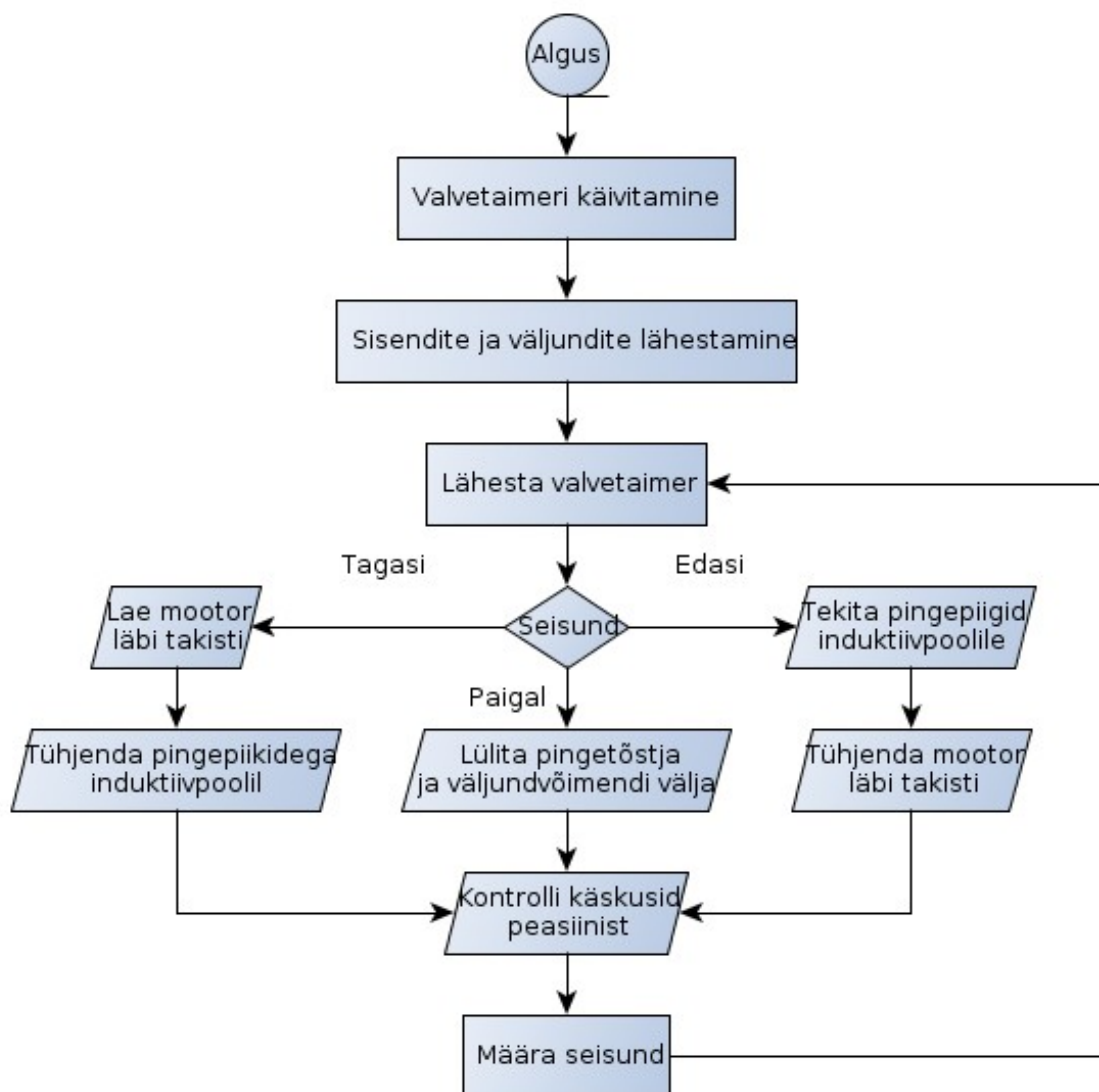 Algus
Valvetaimeri käivitamine
Sisendite ja väljundite lähestamine
Lähesta valvetaimer
Tagasi
Edasi
Seisund
Lae mootor
läbi takisti
Tekita pingepiigid
induktiivpoolile
Paigal
Tühjenda pingepiikidega
induktiivpoolil
Lülita pingetõstja
ja väljundvõimendi välja
Tühjenda mootor
läbi takisti
Kontrolli käskusid
peasiinist
Määra seisund